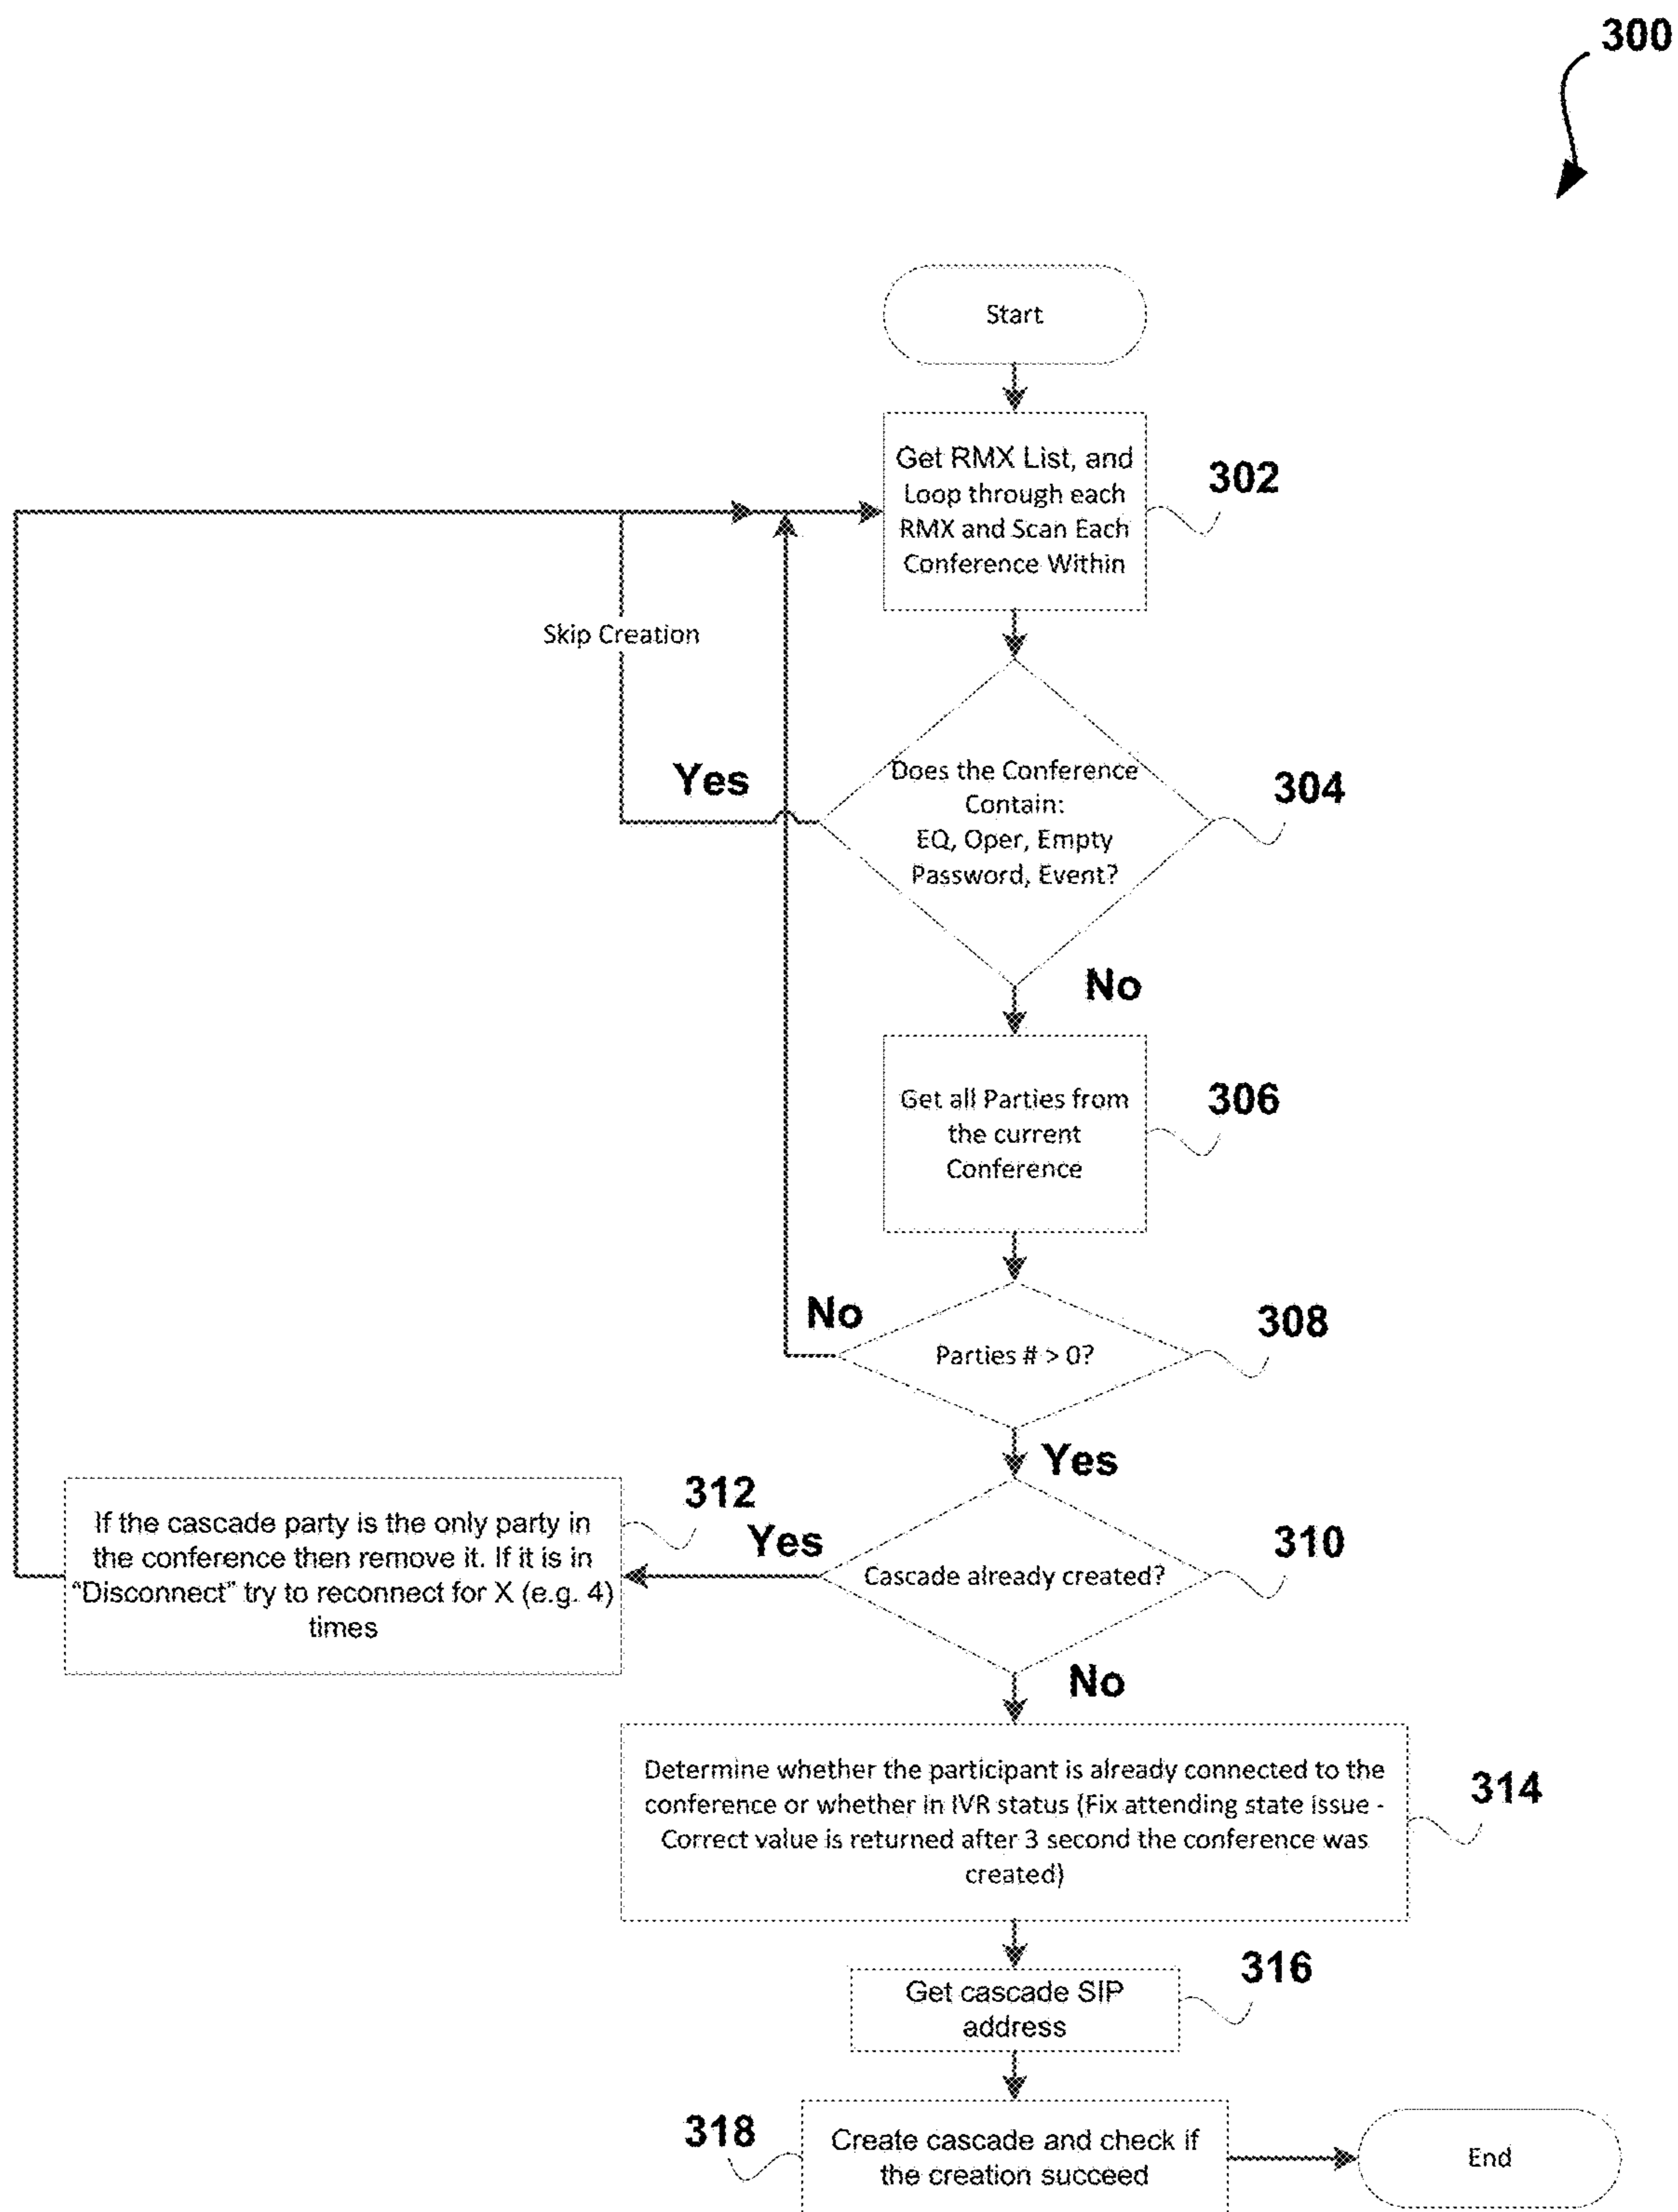 300
Start
Get RMX List, and
Loop through each
RMX and Scan Each
Conference Within
302
Skip Creation
Does the Conference
Contain:
EQ, Oper, Empty
Password, Event?
Yes
304
No
Get all Parties from
the current
Conference
306
No
Parties # > 0?
308
Yes
If the cascade party is the only party in
the conference then remove it. If it is in
"Disconnect" try to reconnect for X (e.g. 4)
times
312
Yes
Cascade already created?
310
No
Determine whether the participant is already connected to the
conference or whether in IVR status (Fix attending state issue -
Correct value is returned after 3 second the conference was
created)
314
Get cascade SIP
address
316
318
Create cascade and check if
the creation succeed
End